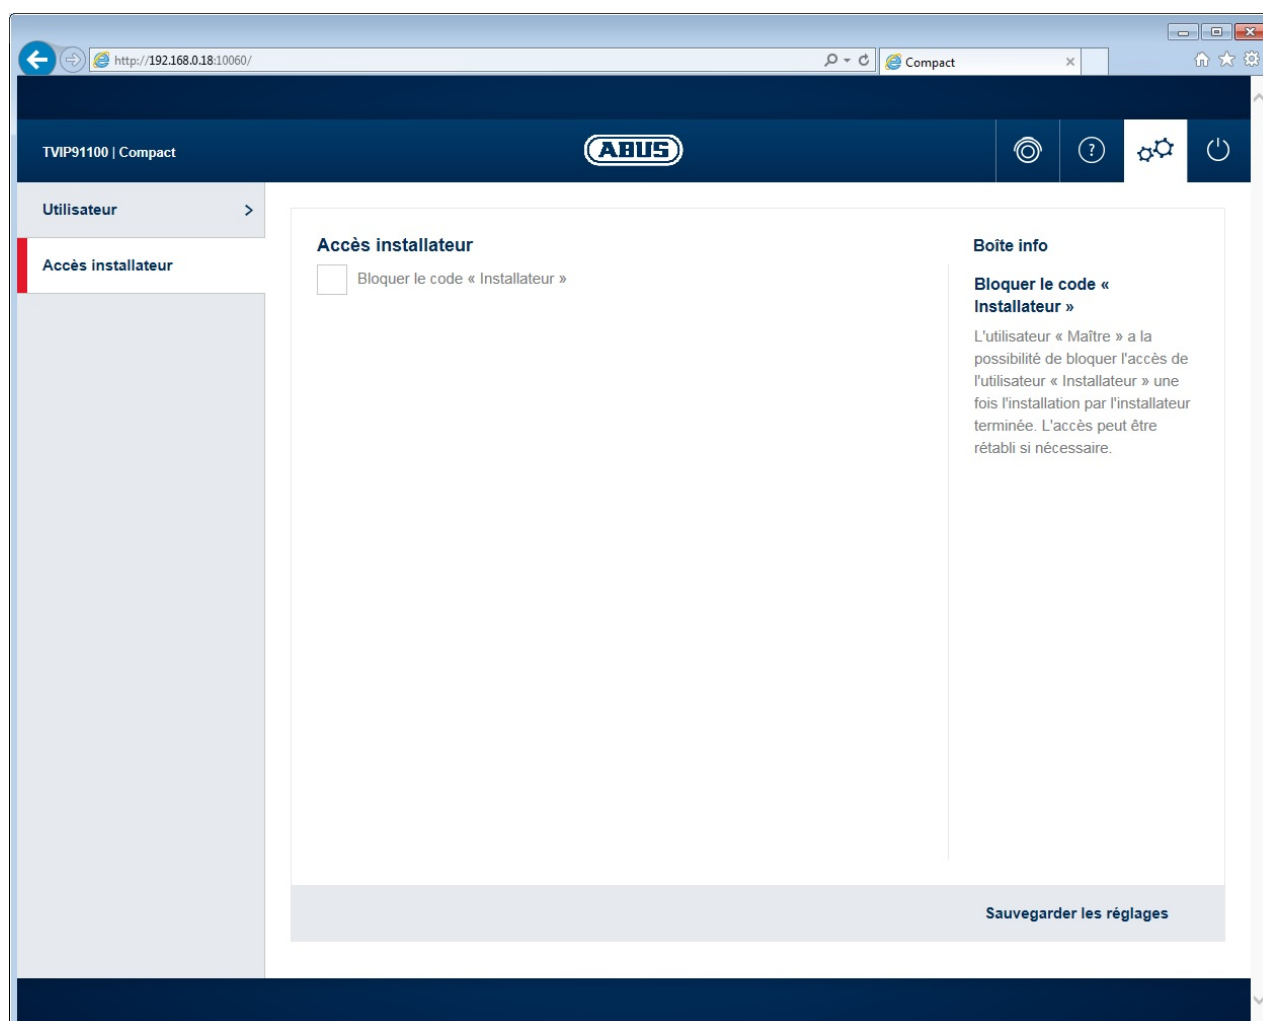 http://192.168.0.18:10060/
Compact
TVIP91100 | Compact
ABUS
?
Utilisateur >
Accès installateur
Accès installateur
Bloquer le code « Installateur »
Boîte info
Bloquer le code «
Installateur »
L'utilisateur « Maître » a la
possibilité de bloquer l'accès de
l'utilisateur « Installateur » une
fois l'installation par l'installateur
terminée. L'accès peut être
rétabli si nécessaire.
Sauvegarder les réglages